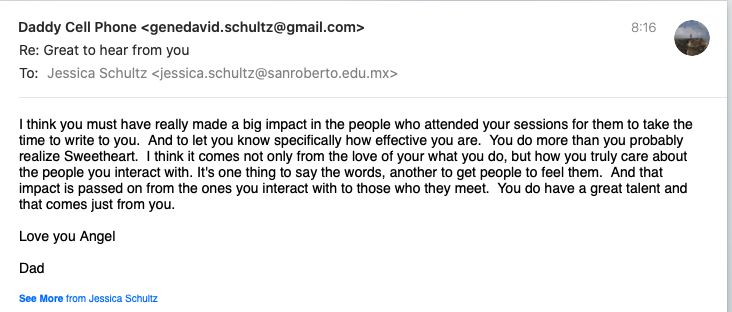 Daddy Cell Phone <genedavid.schultz@gmail.com>
8:16
Re: Great to hear from you
To: Jessica Schultz <jessica.schultz@sanroberto.edu.mx>
I think you must have really made a big impact in the people who attended your sessions for them to take the
time to write to you.  And to let you know specifically how effective you are.  You do more than you probably
realize Sweetheart.  I think it comes not only from the love of your what you do, but how you truly care about
the people you interact with. It's one thing to say the words, another to get people to feel them.  And that
impact is passed on from the ones you interact with to those who they meet.  You do have a great talent and
that comes just from you.
Love you Angel
Dad
See More from Jessica Schultz